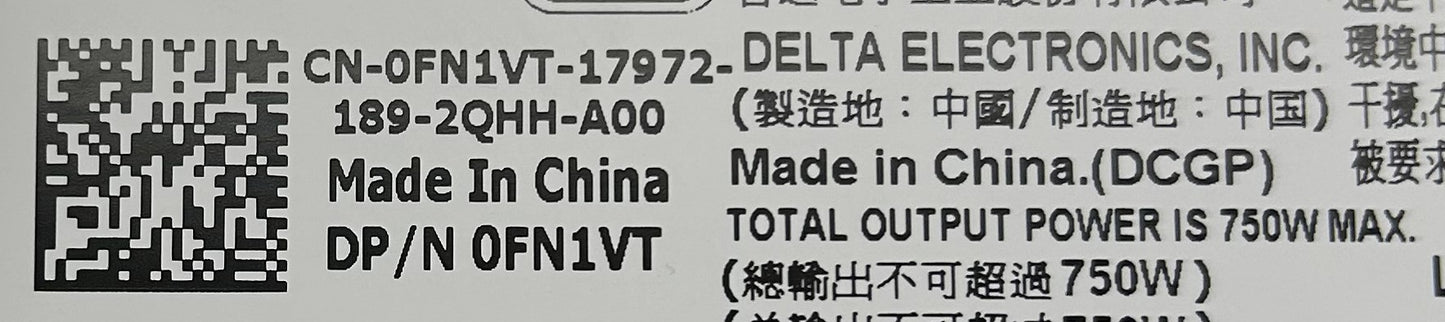 CN-0FN1VT-17972-
189-2QHH-A00
Made In China
DP/N 0FN1VT
DELTA ELECTRONICS, INC.
(製造地：中國/制造地：中国)
Made in China.(DCGP)
TOTAL OUTPUT POWER IS 750W MAX.
(總輸出不可超過750W)
環境中
干擾,在
被要求